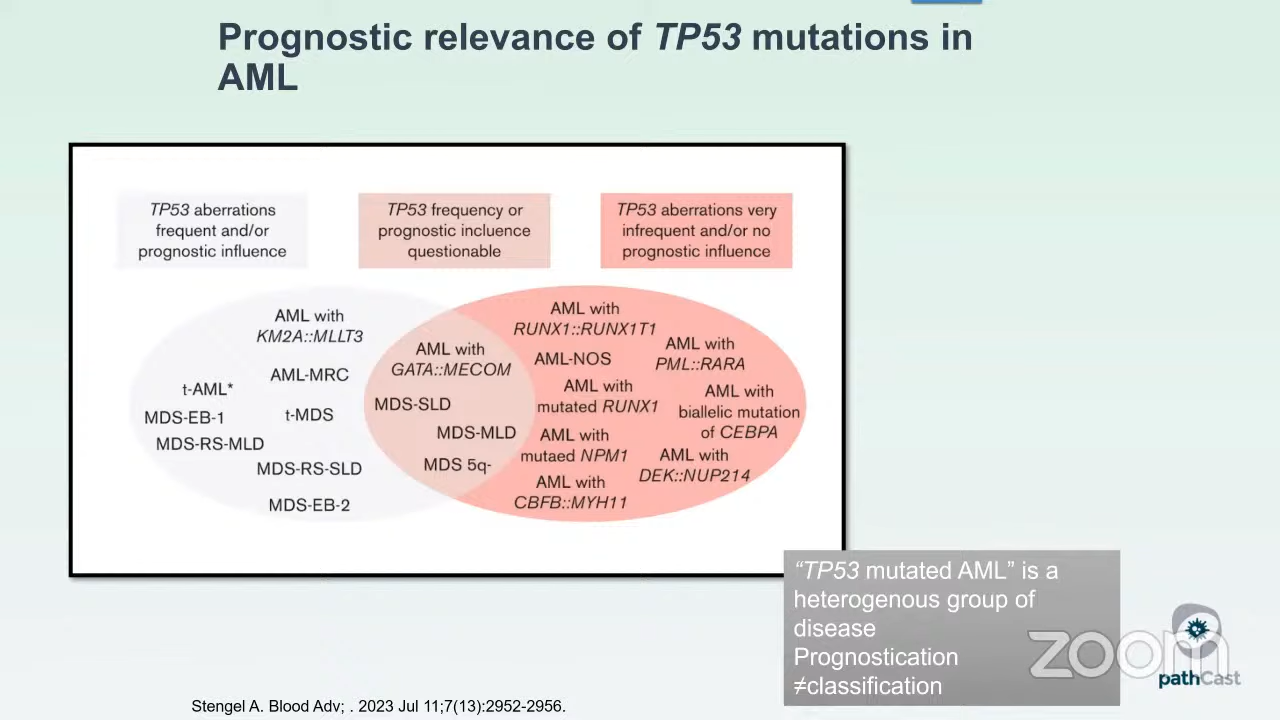 Prognostic relevance of TP53 mutations in
AML
TP53 aberrations
frequent and/or
prognostic influence
TP53 frequency or
prognostic incluence
questionable
TP53 aberrations very
infrequent and/or no
prognostic influence
AML with
KM2A::MLLT3
t-AML*
AML-MRC
MDS-EB-1
t-MDS
MDS-RS-MLD
MDS-RS-SLD
MDS-EB-2
AML with
GATA::MECOM
MDS-SLD
MDS-MLD
MDS 5q-
AML with
RUNX1::RUNX1T1
AML-NOS
AML with
PML::RARA
AML with
mutated RUNX1
AML with
biallelic mutation
of CEBPA
AML with
mutaed NPM1
AML with
DEK::NUP214
AML with
CBFB::MYH11
“TP53 mutated AML” is a
heterogenous group of
disease
Prognostication
≠classification
zoom
pathCast
Stengel A. Blood Adv; . 2023 Jul 11;7(13):2952-2956.